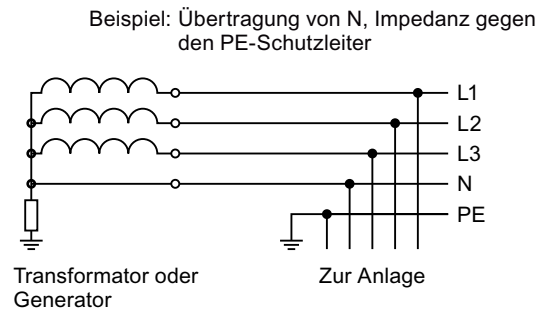 Beispiel: Übertragung von N, Impedanz gegen
den PE-Schutzleiter
L1
L2
L3
N
PE
Transformator oder
Generator
Zur Anlage